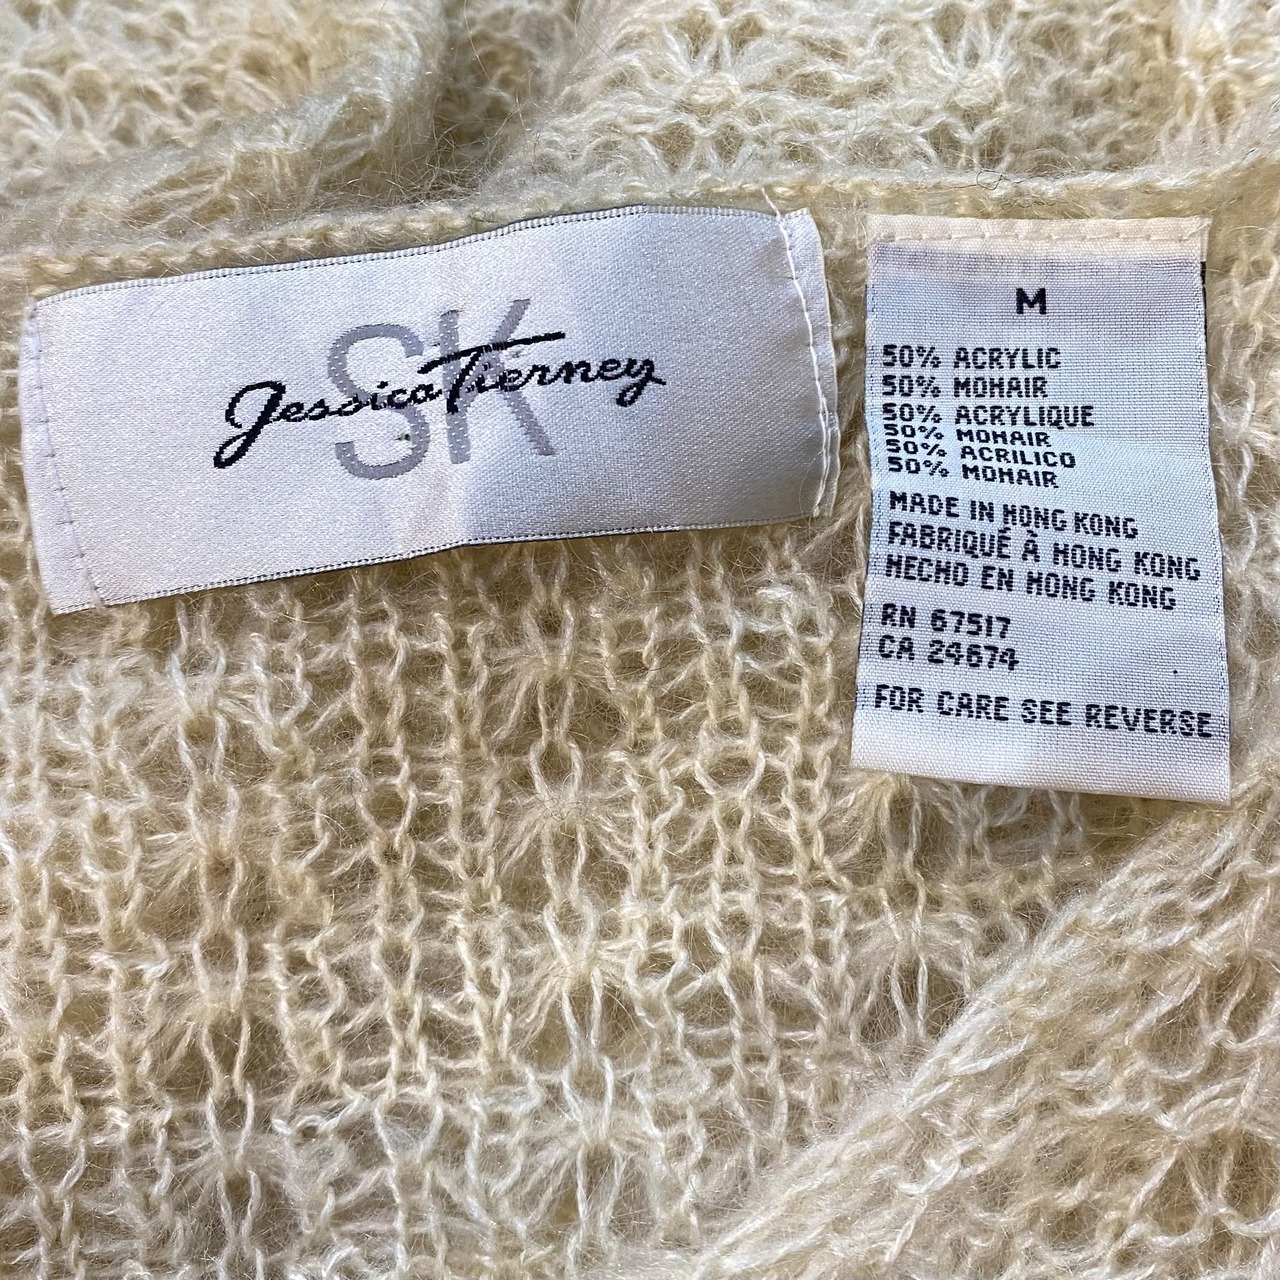 SK
Jessica Tierney
M
50% ACRYLIC
50% MOHAIR
50% ACRYLIQUE
50% MOHAIR
50% ACRILICO
50% MOHAIR
MADE IN HONG KONG
FABRIQUÉ À HONG KONG
HECHO EN HONG KONG
RN 67517
CA 24674
FOR CARE SEE REVERSE